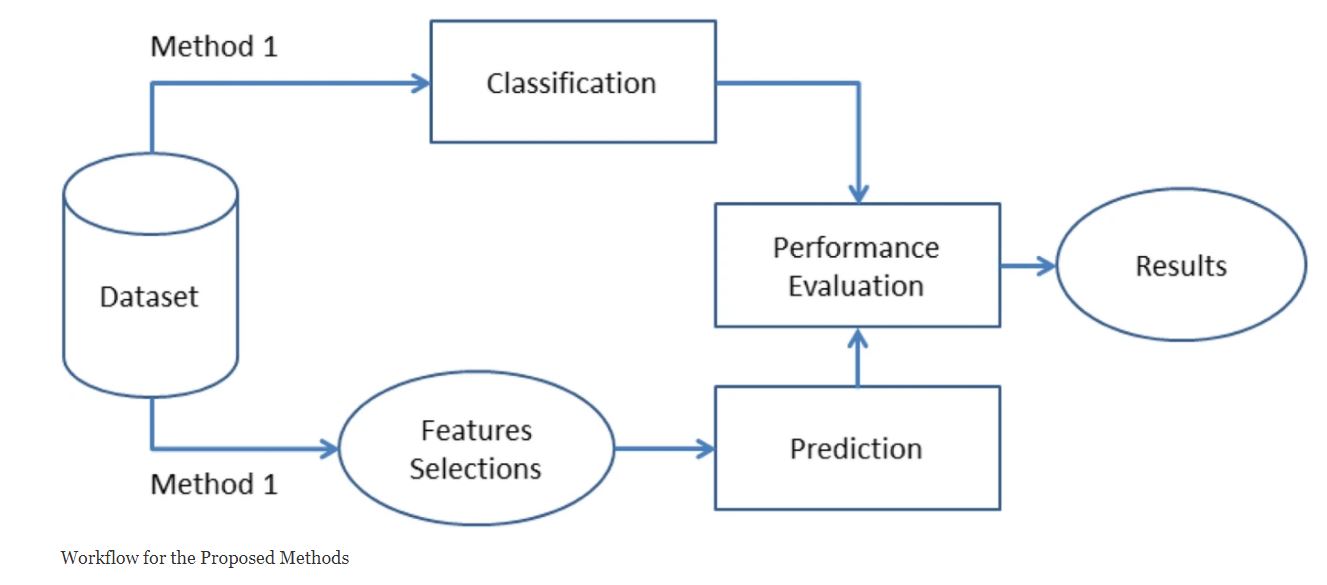 Method 1
Classification
Dataset
Performance
Evaluation
Results
Features
Selections
Prediction
Method 1
Workflow for the Proposed Methods